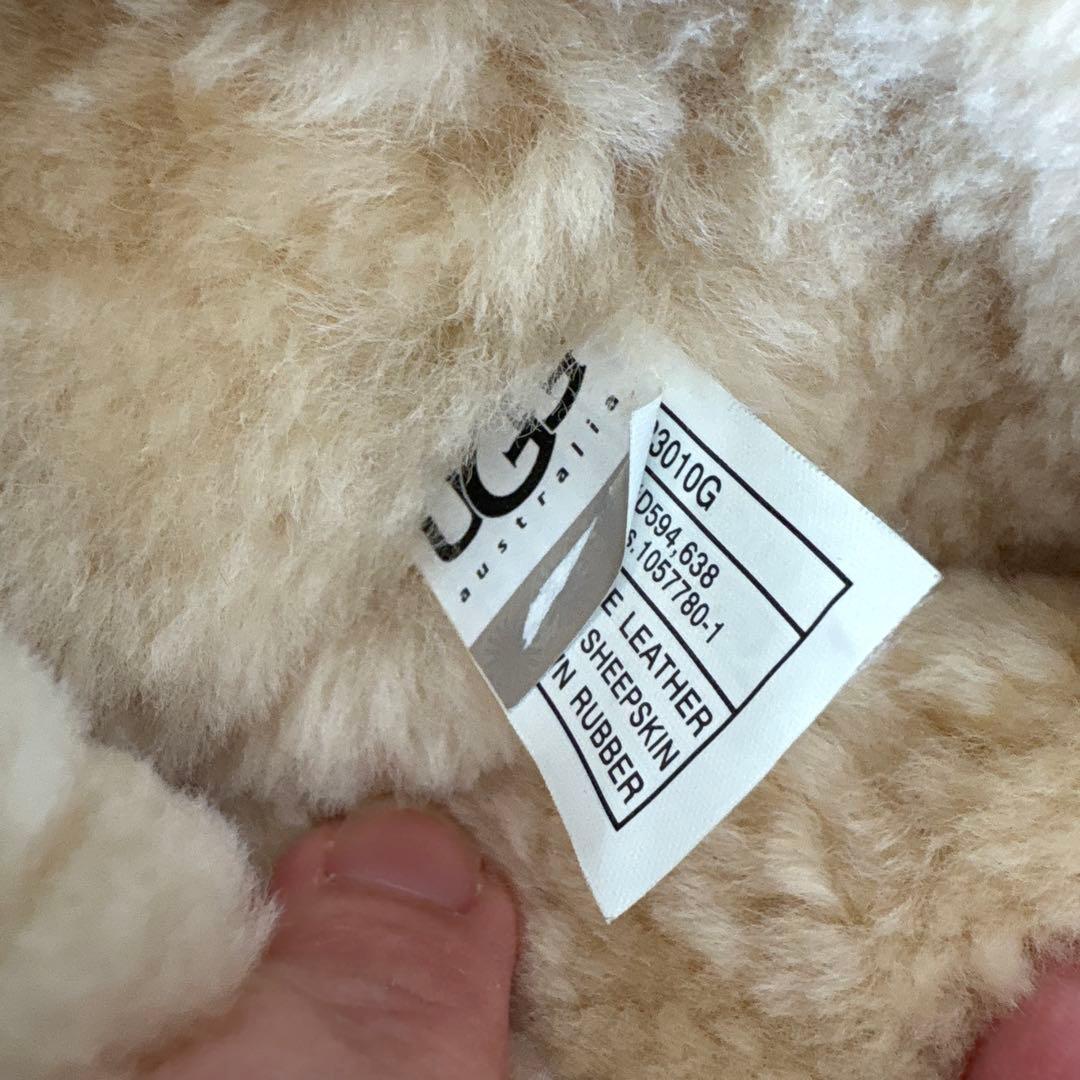 UGG
australia
3010G
D594,638
s.1057780-1
E LEATHER
SHEEPSKIN
N RUBBER